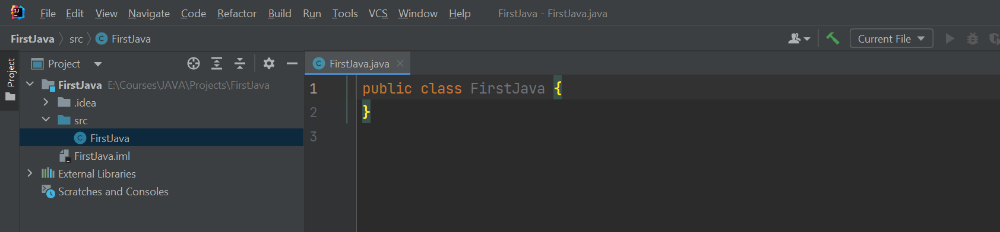 File Edit View Navigate Code Refactor Build Run Tools VCS Window Help FirstJava - FirstJava.java
FirstJava src C FirstJava Current File
Project
Project
FirstJava E:\Courses\JAVA\Projects\FirstJava
.idea
src
C FirstJava
FirstJava.iml
External Libraries
Scratches and Consoles
C FirstJava.java
1 public class FirstJava {
2 }
3